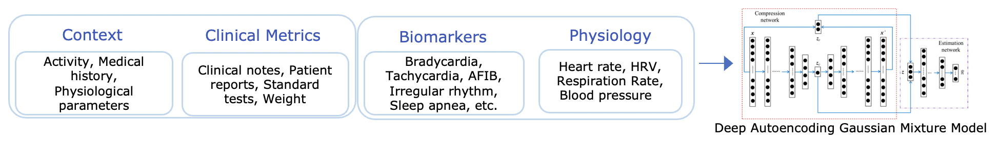 Context
Activity, Medical
history,
Physiological
parameters
Clinical Metrics
Clinical notes, Patient
reports, Standard
tests, Weight
Biomarkers
Bradycardia,
Tachycardia, AFIB,
Irregular rhythm,
Sleep apnea, etc.
Physiology
Heart rate, HRV,
Respiration Rate,
Blood pressure
Compression
network
x
z_r
x′
z_c
Estimation
network
z
Deep Autoencoding Gaussian Mixture Model